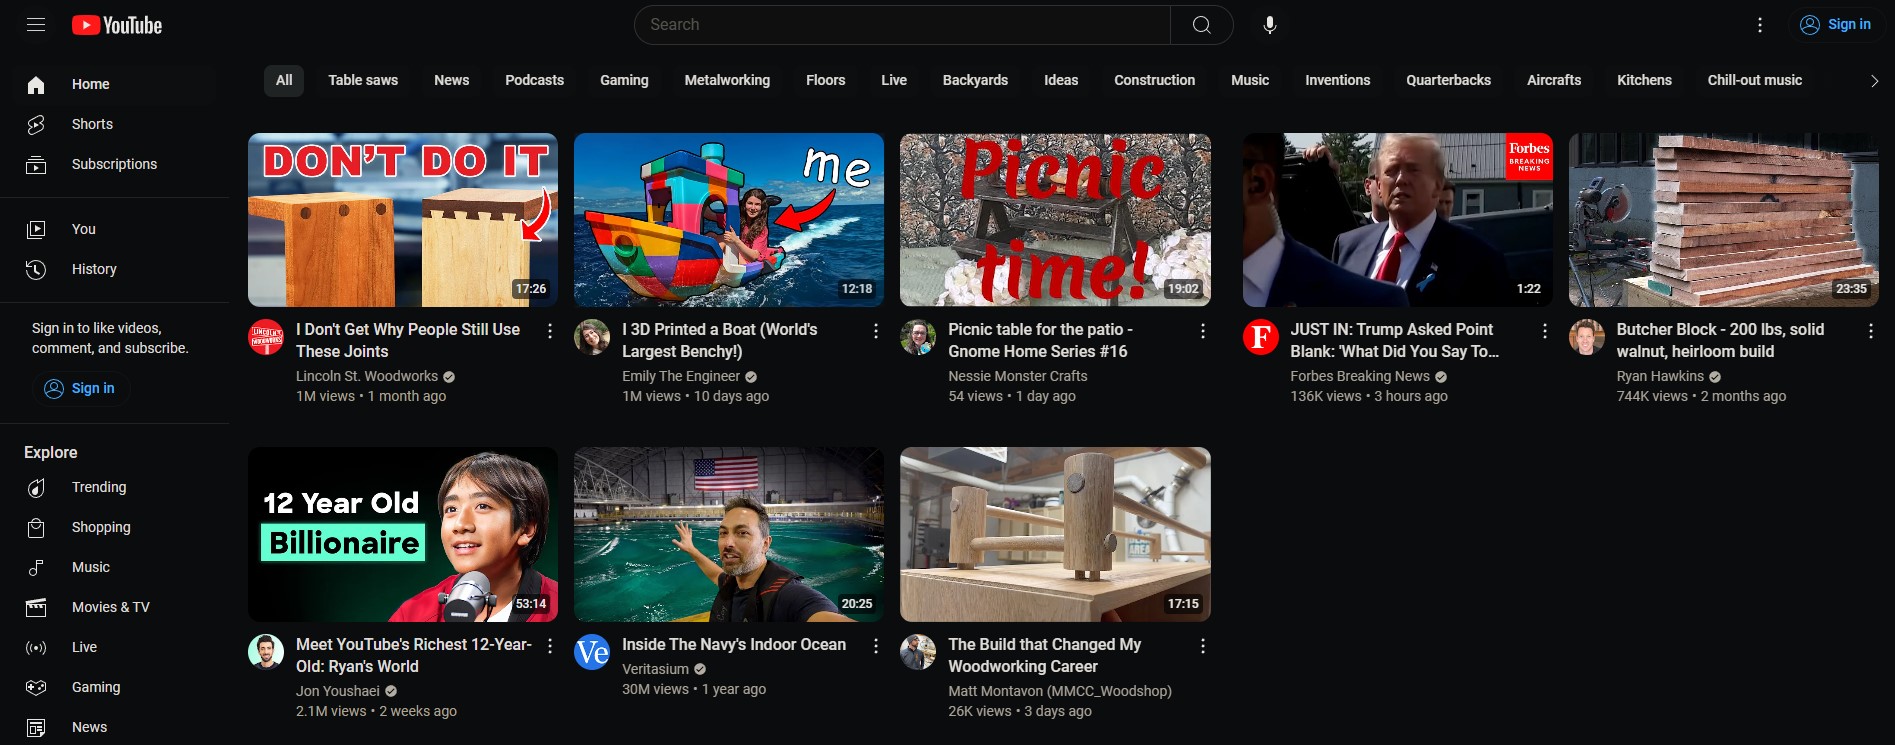 YouTube
Search
Sign in
Home
Shorts
Subscriptions
You
History
Sign in to like videos,
comment, and subscribe.
Sign in
Explore
Trending
Shopping
Music
Movies & TV
Live
Gaming
News
All
Table saws
News
Podcasts
Gaming
Metalworking
Floors
Live
Backyards
Ideas
Construction
Music
Inventions
Quarterbacks
Aircrafts
Kitchens
Chill-out music
DON'T DO IT
17:26
LINCOLN ST.
WOODWORKS
I Don't Get Why People Still Use
These Joints
Lincoln St. Woodworks
1M views • 1 month ago
me
12:18
I 3D Printed a Boat (World's
Largest Benchy!)
Emily The Engineer
1M views • 10 days ago
Picnic
time!
19:02
Picnic table for the patio -
Gnome Home Series #16
Nessie Monster Crafts
54 views • 1 day ago
Forbes
BREAKING
NEWS
1:22
F
JUST IN: Trump Asked Point
Blank: 'What Did You Say To...
Forbes Breaking News
136K views • 3 hours ago
23:35
Butcher Block - 200 lbs, solid
walnut, heirloom build
Ryan Hawkins
744K views • 2 months ago
12 Year Old
Billionaire
53:14
Meet YouTube's Richest 12-Year-
Old: Ryan's World
Jon Youshaei
2.1M views • 2 weeks ago
20:25
Ve
Inside The Navy's Indoor Ocean
Veritasium
30M views • 1 year ago
AREA
17:15
The Build that Changed My
Woodworking Career
Matt Montavon (MMCC_Woodshop)
26K views • 3 days ago